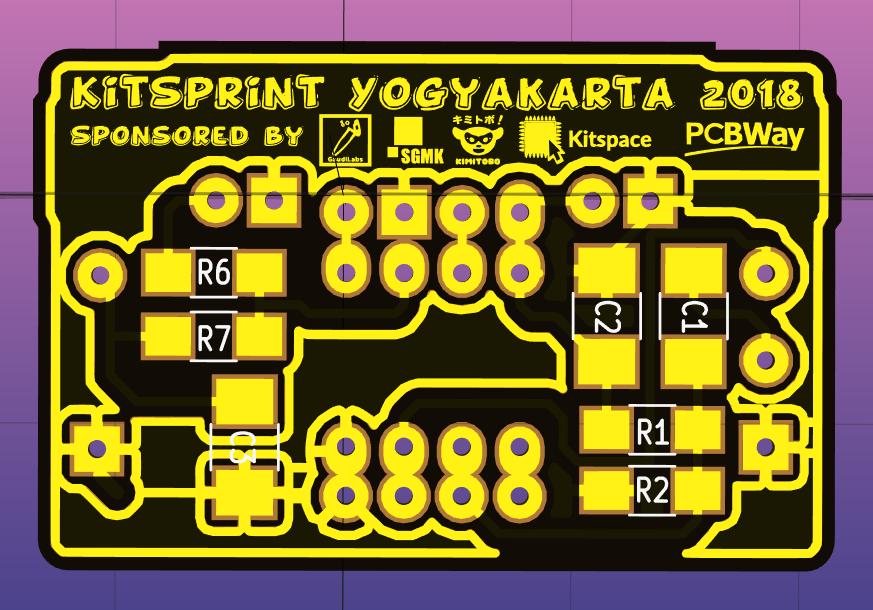 KiTSPRiNT YOGYAKARTA 2018
SPONSORED BY GaudiLabs SGMK キミトボ! KIMITOBO Kitspace PCBWay
R6
R7
C2
C1
C3
R1
R2